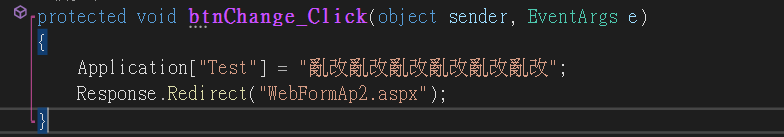 protected void btnChange_Click(object sender, EventArgs e)
{
Application["Test"] = "亂改亂改亂改亂改亂改亂改";
Response.Redirect("WebFormAp2.aspx");
}